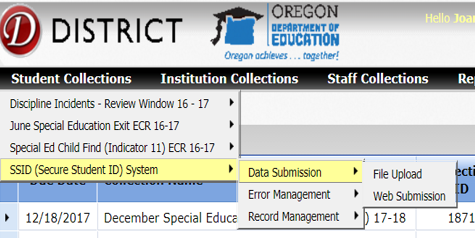 D DISTRICT
OREGON
DEPARTMENT
OF EDUCATION
Oregon achieves . . . together!
Hello
Student Collections Institution Collections Staff Collections
Discipline Incidents - Review Window 16 - 17
June Special Education Exit ECR 16-17
Special Ed Child Find (Indicator 11) ECR 16-17
SSID (Secure Student ID) System
Data Submission
File Upload
Error Management
Web Submission
Record Management
Due Date Collection Name ID
12/18/2017 December Special Educa ) 17-18 1871